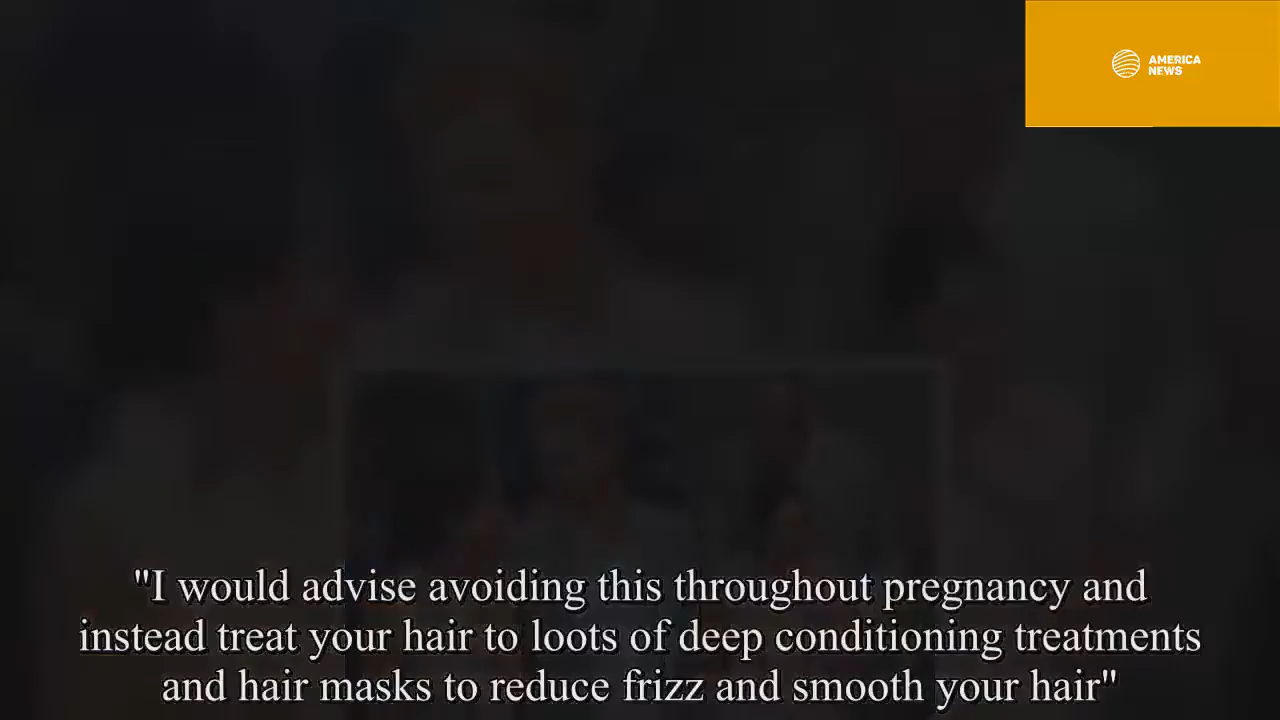 AMERICA
NEWS
"I would advise avoiding this throughout pregnancy and
instead treat your hair to loots of deep conditioning treatments
and hair masks to reduce frizz and smooth your hair"